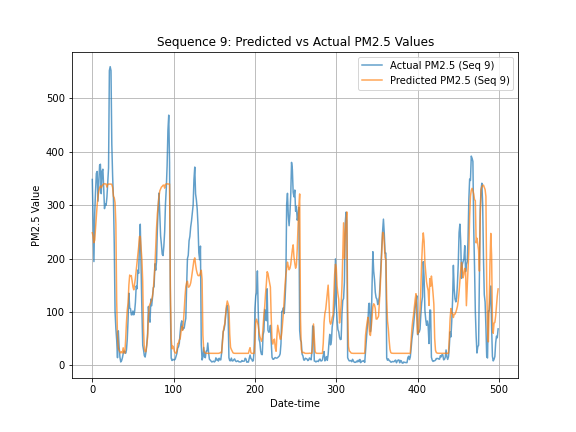 Sequence 9: Predicted vs Actual PM2.5 Values
Actual PM2.5 (Seq 9)
Predicted PM2.5 (Seq 9)
PM2.5 Value
500
400
300
200
100
0
0 100 200 300 400 500
Date-time